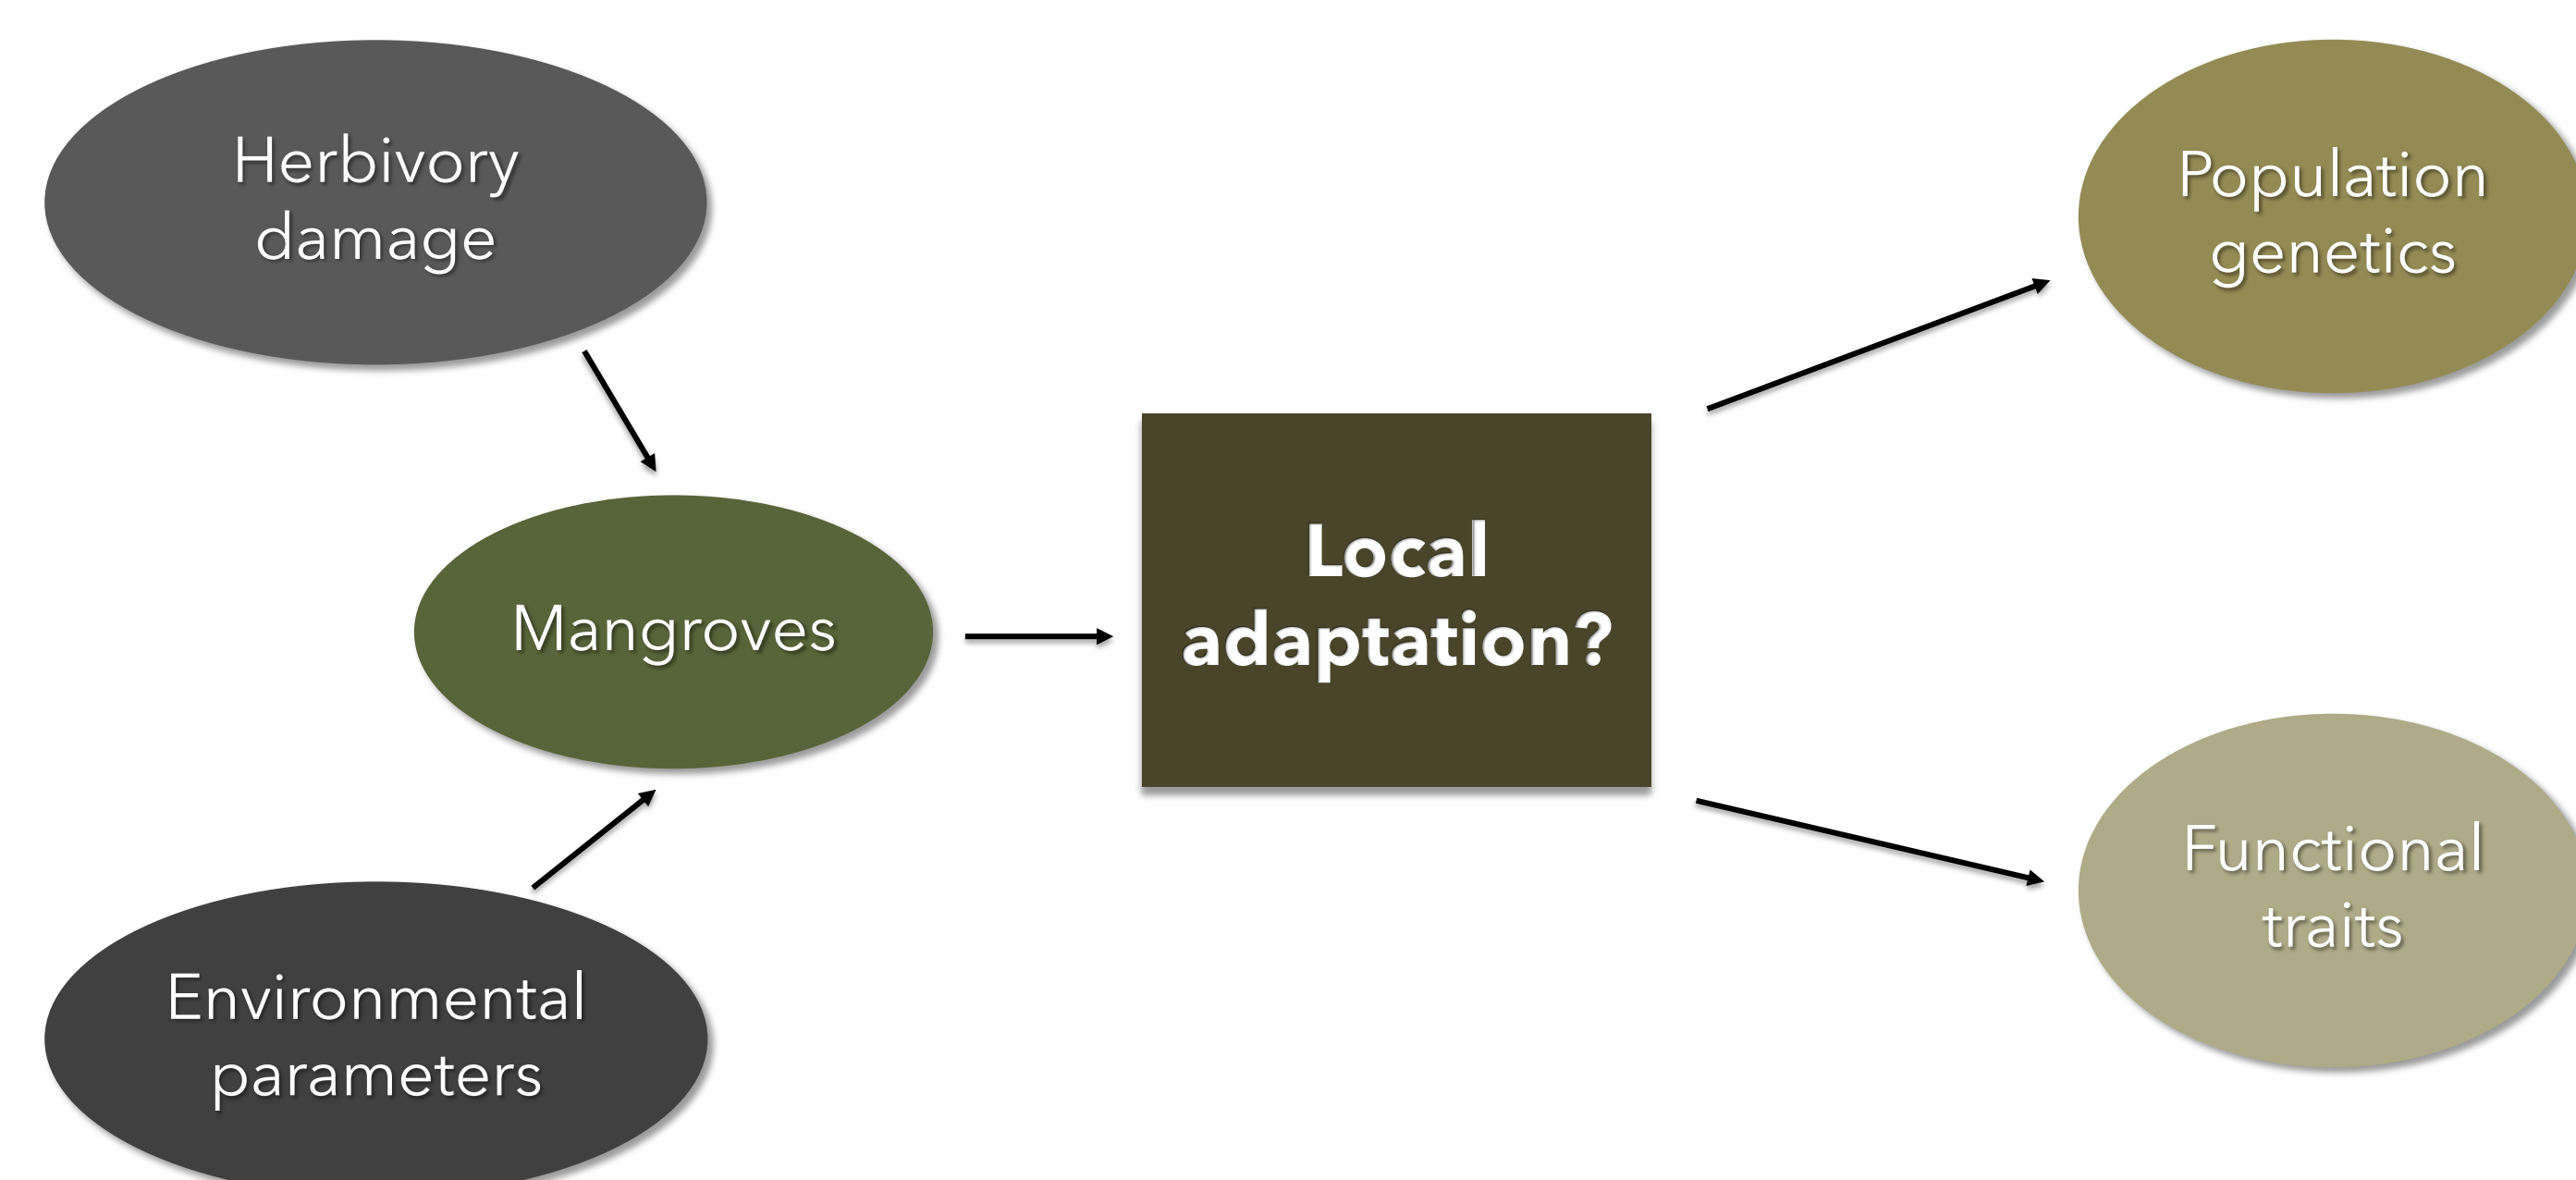 Herbivory
damage
Population
genetics
Mangroves
Local
adaptation?
Functional
traits
Environmental
parameters